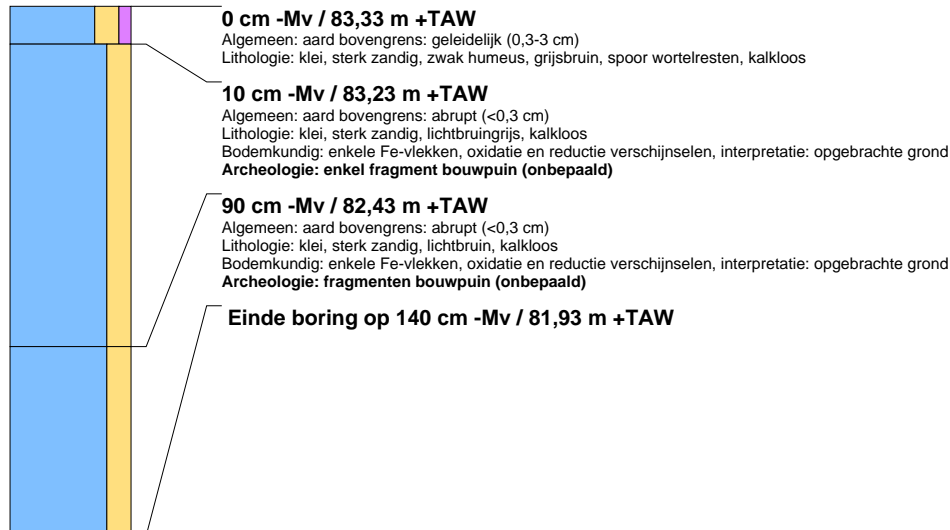 0 cm -Mv / 83,33 m +TAW
Algemeen: aard bovengrens: geleidelijk (0,3-3 cm)
Lithologie: klei, sterk zandig, zwak humeus, grijsbruin, spoor wortelresten, kalkloos
10 cm -Mv / 83,23 m +TAW
Algemeen: aard bovengrens: abrupt (<0,3 cm)
Lithologie: klei, sterk zandig, lichtbruingrijs, kalkloos
Bodemkundig: enkele Fe-vlekken, oxidatie en reductie verschijnselen, interpretatie: opgebrachte grond
Archeologie: enkel fragment bouwpuin (onbepaald)
90 cm -Mv / 82,43 m +TAW
Algemeen: aard bovengrens: abrupt (<0,3 cm)
Lithologie: klei, sterk zandig, lichtbruin, kalkloos
Bodemkundig: enkele Fe-vlekken, oxidatie en reductie verschijnselen, interpretatie: opgebrachte grond
Archeologie: fragmenten bouwpuin (onbepaald)
Einde boring op 140 cm -Mv / 81,93 m +TAW